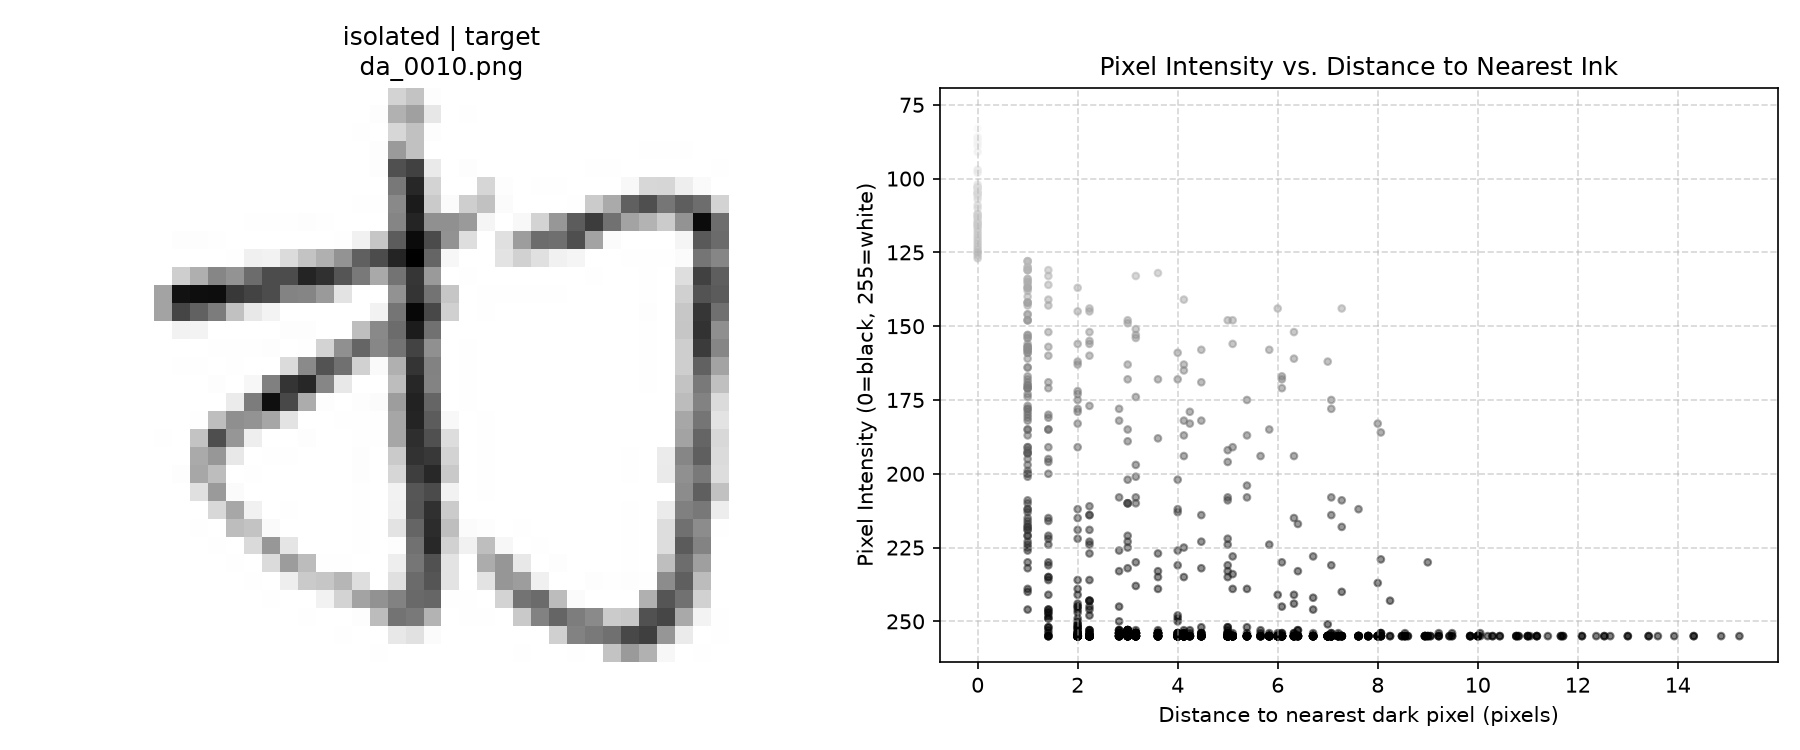 isolated | target
da_0010.png
Pixel Intensity vs. Distance to Nearest Ink
Pixel Intensity (0=black, 255=white)
75
100
125
150
175
200
225
250
0 2 4 6 8 10 12 14
Distance to nearest dark pixel (pixels)